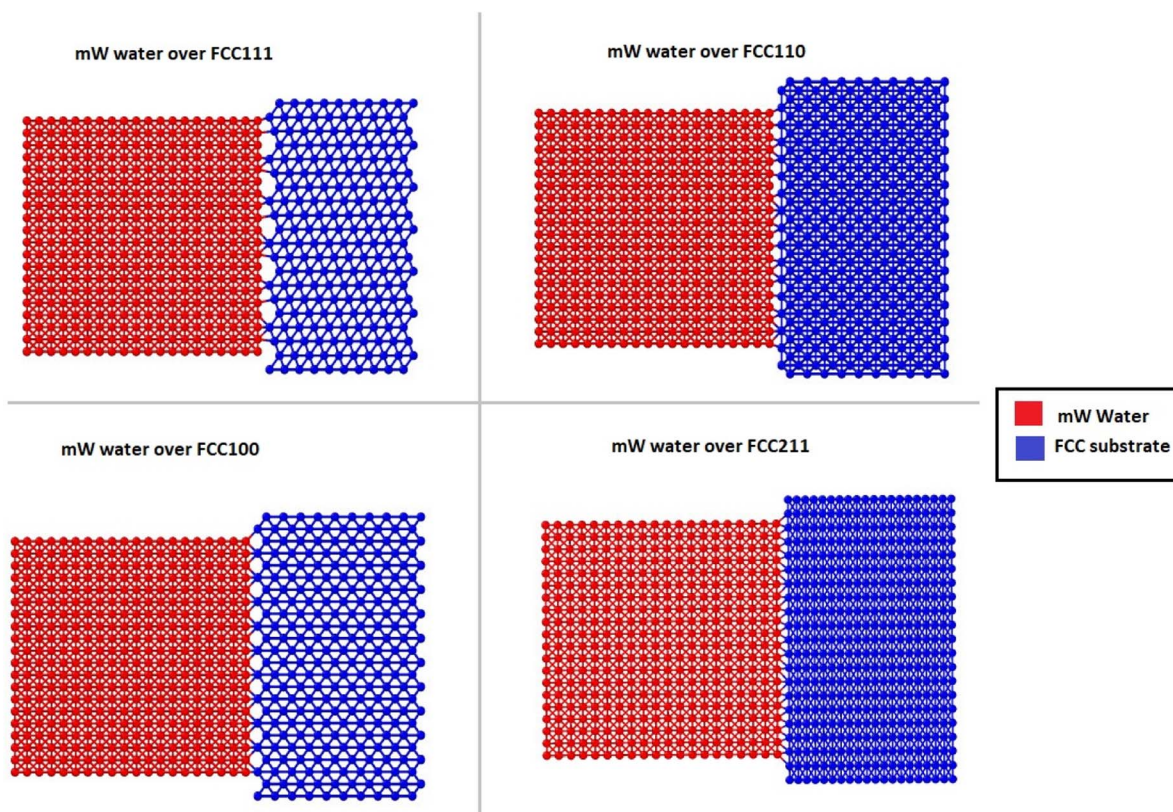 mW water over FCC111
mW water over FCC110
mW Water
FCC substrate
mW water over FCC100
mW water over FCC211